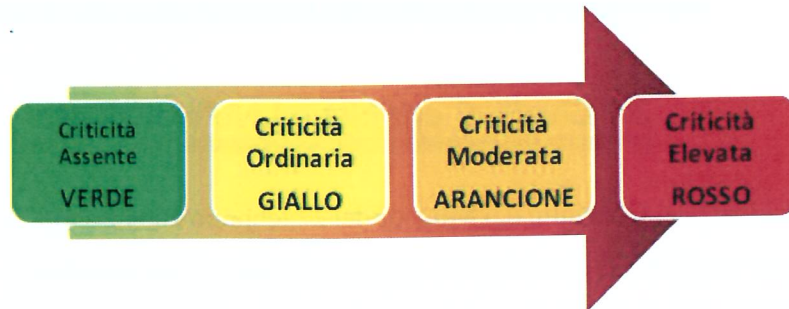 Criticità
Assente
VERDE
Criticità
Ordinaria
GIALLO
Criticità
Moderata
ARANCIONE
Criticità
Elevata
ROSSO